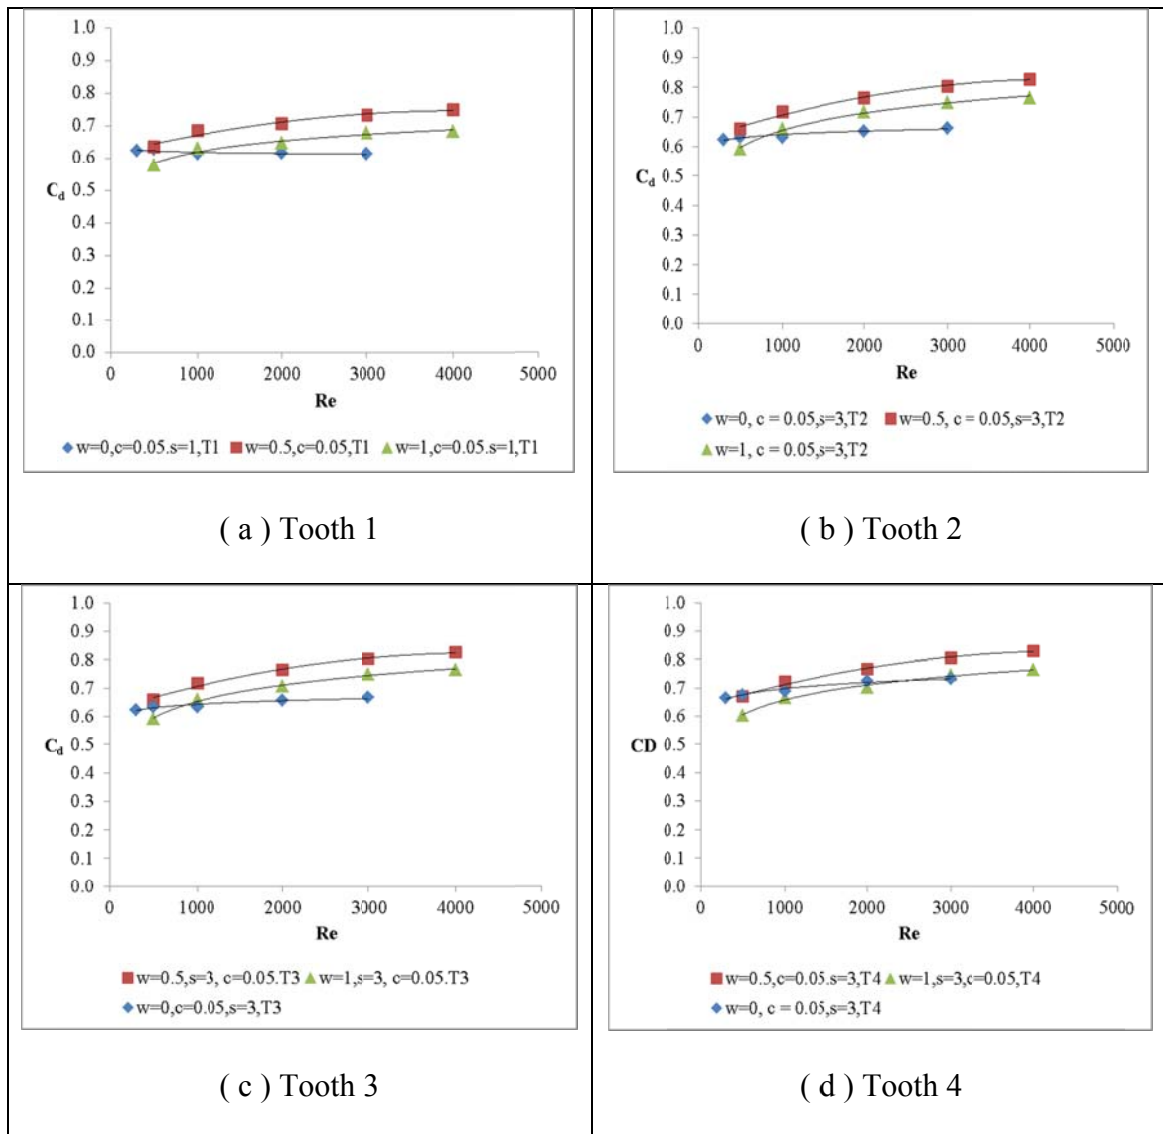 1.0
0.9
0.8
0.7
0.6
Cd 0.5
0.4
0.3
0.2
0.1
0.0
0 1000 2000 3000 4000 5000
Re
w=0,c=0.05.s=1,T1 w=0.5,c=0.05,T1 w=1,c=0.05.s=1,T1
( a ) Tooth 1
1.0
0.9
0.8
0.7
0.6
Cd 0.5
0.4
0.3
0.2
0.1
0.0
0 1000 2000 3000 4000 5000
Re
w=0, c = 0.05,s=3,T2 w=0.5, c = 0.05,s=3,T2
w=1, c = 0.05,s=3,T2
( b ) Tooth 2
1.0
0.9
0.8
0.7
0.6
Cd 0.5
0.4
0.3
0.2
0.1
0.0
0 1000 2000 3000 4000 5000
Re
w=0.5,s=3, c=0.05.T3 w=1,s=3, c=0.05.T3
w=0,c=0.05,s=3,T3
( c ) Tooth 3
1.0
0.9
0.8
0.7
0.6
CD 0.5
0.4
0.3
0.2
0.1
0.0
0 1000 2000 3000 4000 5000
Re
w=0.5,c=0.05.s=3,T4 w=1,s=3,c=0.05,T4
w=0, c = 0.05,s=3,T4
( d ) Tooth 4